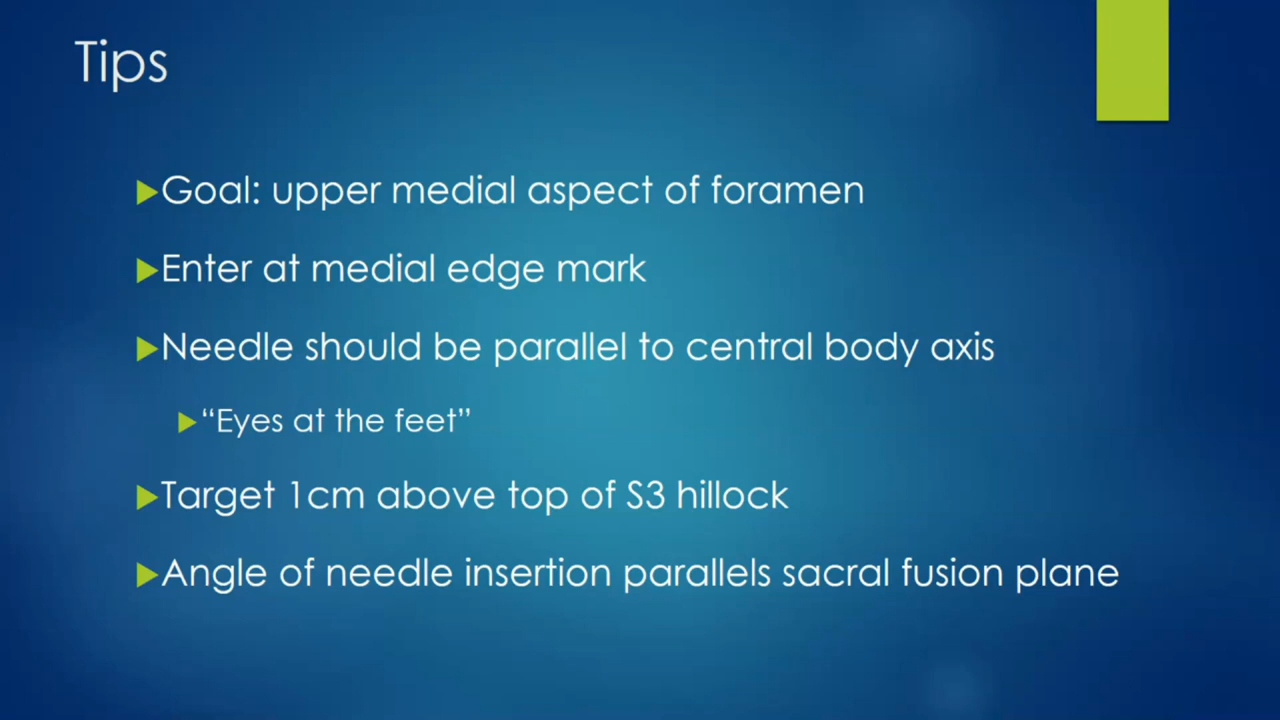 Tips
Goal: upper medial aspect of foramen
Enter at medial edge mark
Needle should be parallel to central body axis
“Eyes at the feet”
Target 1cm above top of S3 hillock
Angle of needle insertion parallels sacral fusion plane